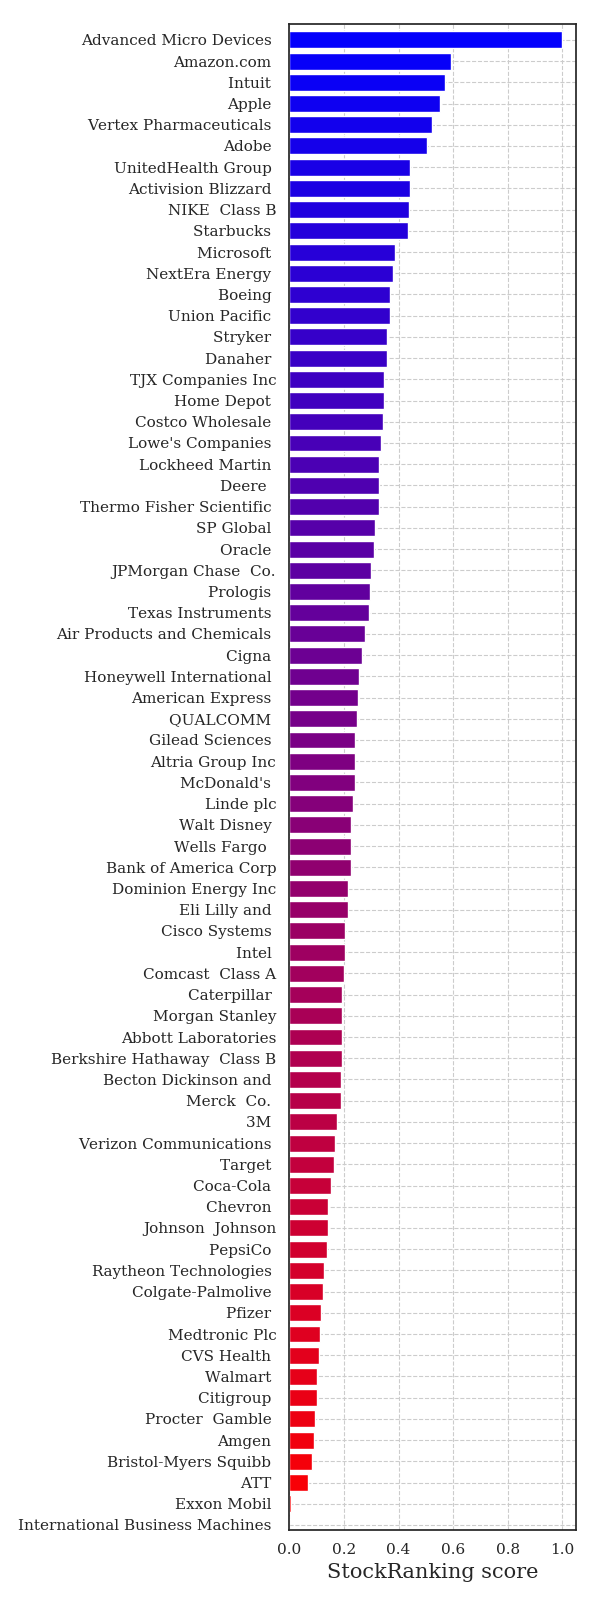 Advanced Micro Devices
Amazon.com
Intuit
Apple
Vertex Pharmaceuticals
Adobe
UnitedHealth Group
Activision Blizzard
NIKE  Class B
Starbucks
Microsoft
NextEra Energy
Boeing
Union Pacific
Stryker
Danaher
TJX Companies Inc
Home Depot
Costco Wholesale
Lowe's Companies
Lockheed Martin
Deere
Thermo Fisher Scientific
SP Global
Oracle
JPMorgan Chase  Co.
Prologis
Texas Instruments
Air Products and Chemicals
Cigna
Honeywell International
American Express
QUALCOMM
Gilead Sciences
Altria Group Inc
McDonald's
Linde plc
Walt Disney
Wells Fargo
Bank of America Corp
Dominion Energy Inc
Eli Lilly and
Cisco Systems
Intel
Comcast  Class A
Caterpillar
Morgan Stanley
Abbott Laboratories
Berkshire Hathaway  Class B
Becton Dickinson and
Merck  Co.
3M
Verizon Communications
Target
Coca-Cola
Chevron
Johnson  Johnson
PepsiCo
Raytheon Technologies
Colgate-Palmolive
Pfizer
Medtronic Plc
CVS Health
Walmart
Citigroup
Procter  Gamble
Amgen
Bristol-Myers Squibb
ATT
Exxon Mobil
International Business Machines
0.0 0.2 0.4 0.6 0.8 1.0
StockRanking score